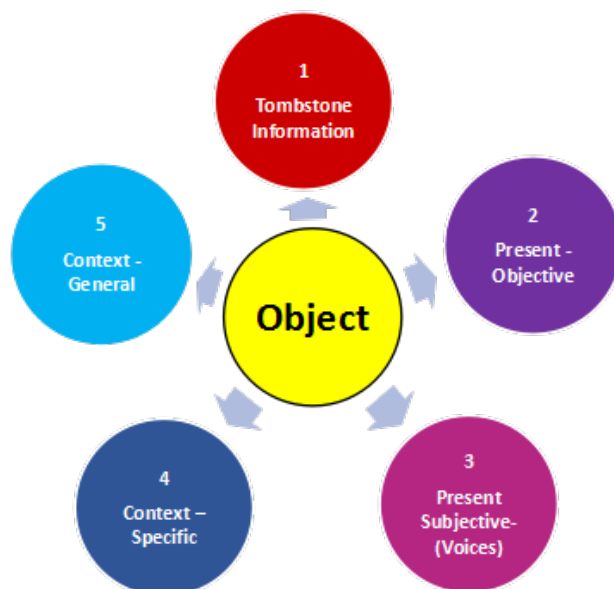 1
Tombstone
Information
2
Present -
Objective
3
Present
Subjective-
(Voices)
4
Context –
Specific
5
Context -
General
Object